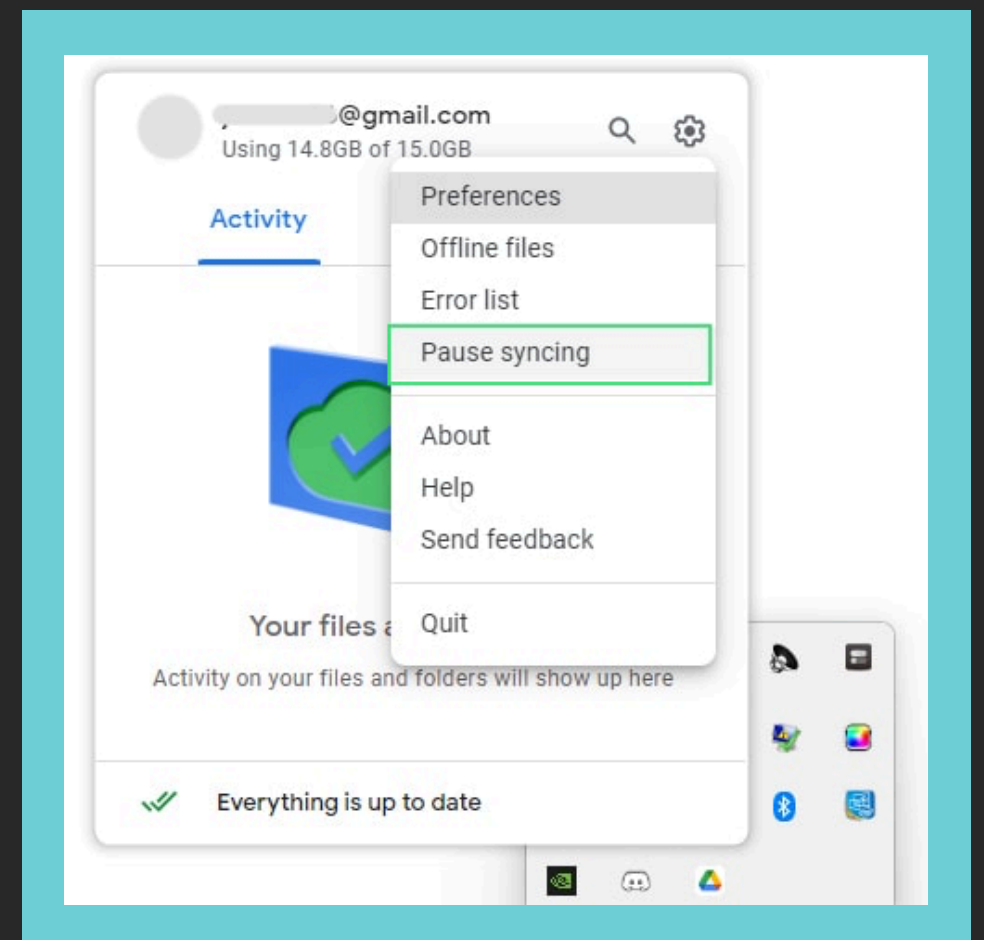 @gmail.com
Using 14.8GB of 15.0GB
Activity
Preferences
Offline files
Error list
Pause syncing
About
Help
Send feedback
Quit
Your files
Activity on your files and folders will show up here
Everything is up to date